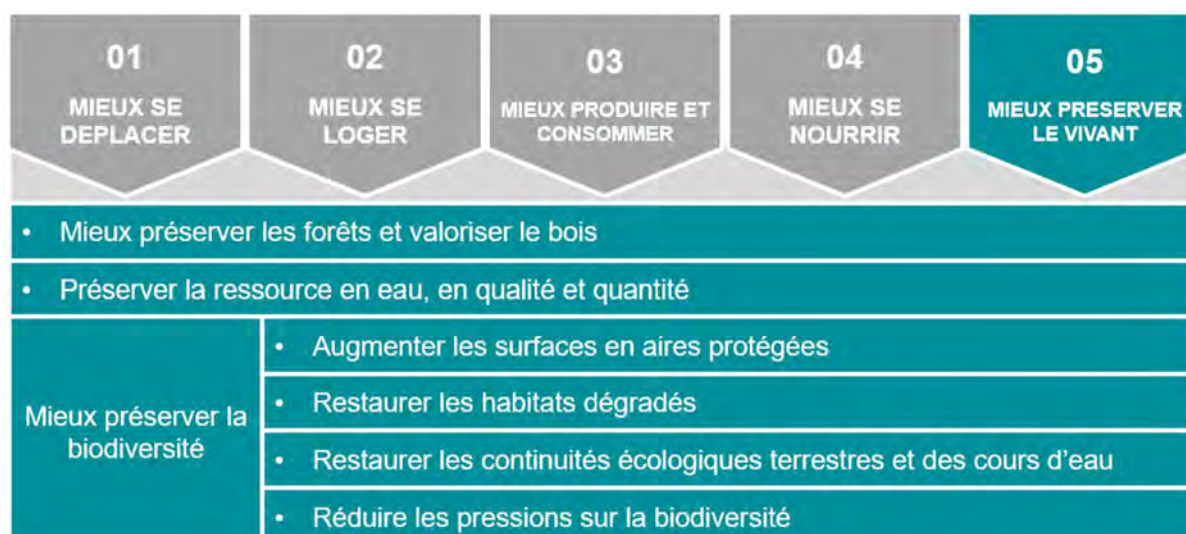 01
MIEUX SE
DEPLACER
02
MIEUX SE
LOGER
03
MIEUX PRODUIRE ET
CONSOMMER
04
MIEUX SE
NOURRIR
05
MIEUX PRESERVER
LE VIVANT
• Mieux préserver les forêts et valoriser le bois
• Préserver la ressource en eau, en qualité et quantité
Mieux préserver la
biodiversité
• Augmenter les surfaces en aires protégées
• Restaurer les habitats dégradés
• Restaurer les continuités écologiques terrestres et des cours d'eau
• Réduire les pressions sur la biodiversité